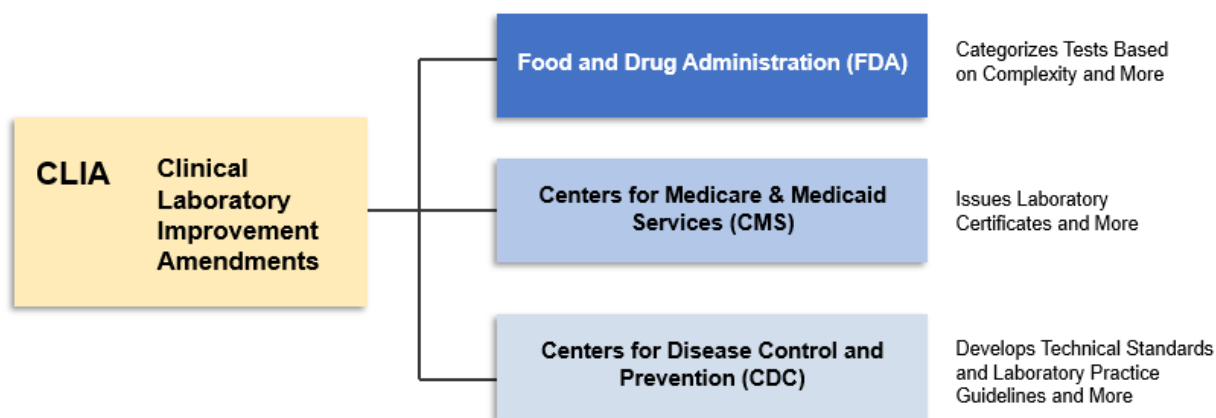 CLIA
Clinical
Laboratory
Improvement
Amendments
Food and Drug Administration (FDA)
Categorizes Tests Based
on Complexity and More
Centers for Medicare & Medicaid
Services (CMS)
Issues Laboratory
Certificates and More
Centers for Disease Control and
Prevention (CDC)
Develops Technical Standards
and Laboratory Practice
Guidelines and More